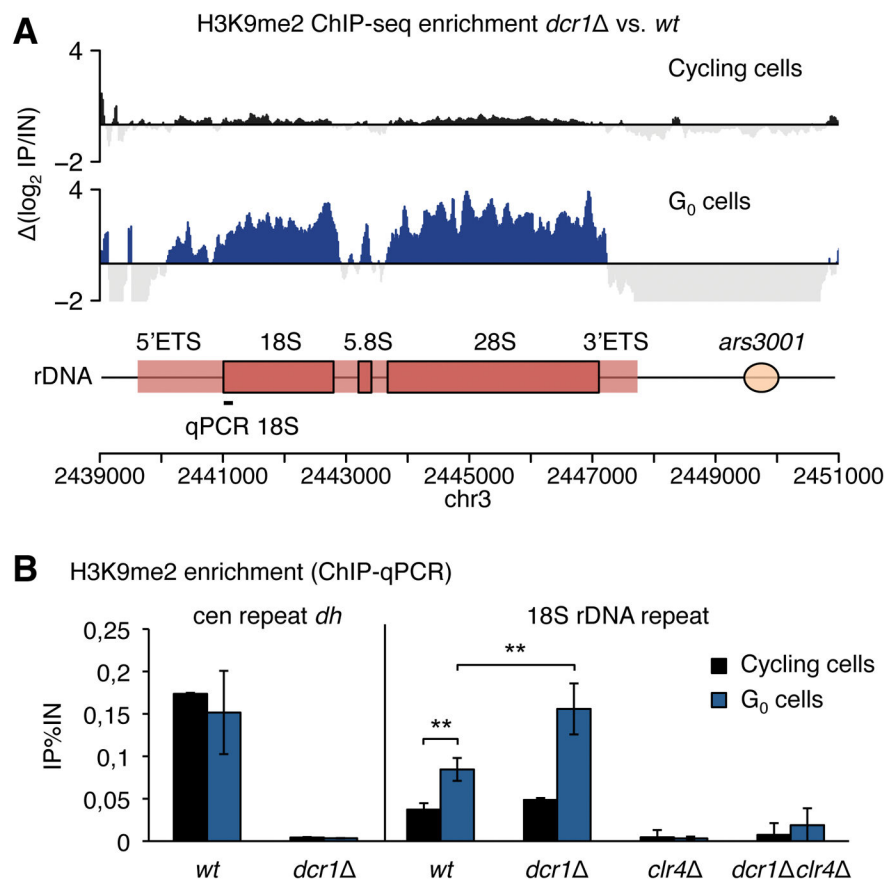 A
H3K9me2 ChIP-seq enrichment dcr1Δ vs. wt
4
Cycling cells
−2
Δ(log₂ IP/IN)
4
G₀ cells
−2
5'ETS 18S 5.8S 28S 3'ETS ars3001
rDNA
qPCR 18S
2439000 2441000 2443000 2445000 2447000 2449000 2451000
chr3
B
H3K9me2 enrichment (ChIP-qPCR)
cen repeat dh 18S rDNA repeat
0,25
0,2
0,15
0,1
0,05
0
IP%IN
**
**
Cycling cells
G₀ cells
wt dcr1Δ wt dcr1Δ clr4Δ dcr1Δclr4Δ